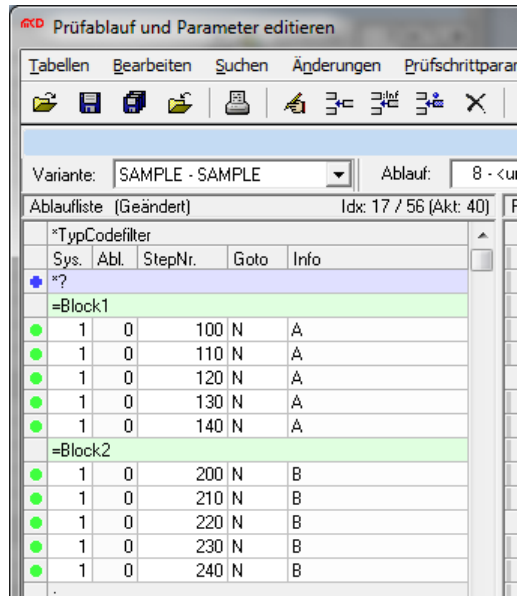 MCD Prüfablauf und Parameter editieren
Tabellen Bearbeiten Suchen Änderungen Prüfschrittparar
Variante: SAMPLE - SAMPLE Ablauf: 8 - <u
Ablaufliste (Geändert) Idx: 17 / 56 (Akt: 40)
*TypCodefilter
Sys. Abl. StepNr. Goto Info
*?
=Block1
1 0 100 N A
1 0 110 N A
1 0 120 N A
1 0 130 N A
1 0 140 N A
=Block2
1 0 200 N B
1 0 210 N B
1 0 220 N B
1 0 230 N B
1 0 240 N B